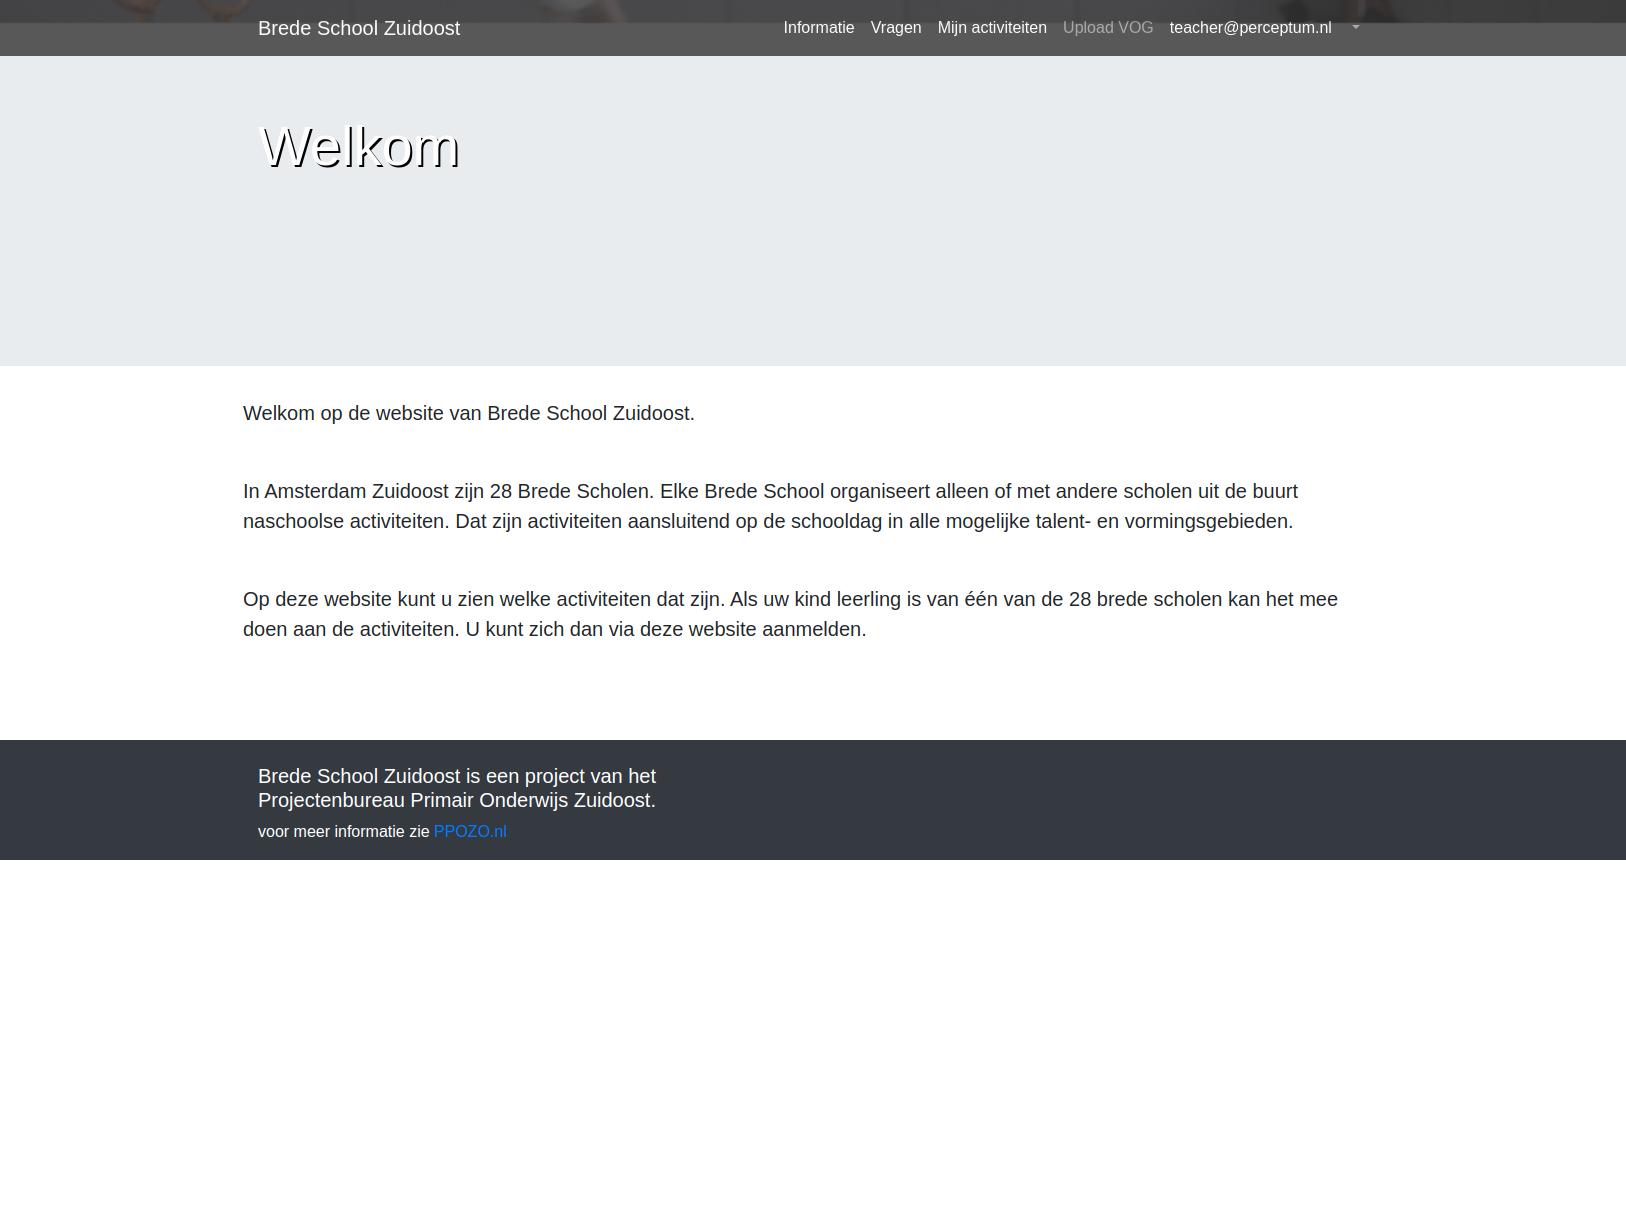 Brede School Zuidoost
Informatie Vragen Mijn activiteiten Upload VOG teacher@perceptum.nl
Welkom
Welkom op de website van Brede School Zuidoost.
In Amsterdam Zuidoost zijn 28 Brede Scholen. Elke Brede School organiseert alleen of met andere scholen uit de buurt
naschoolse activiteiten. Dat zijn activiteiten aansluitend op de schooldag in alle mogelijke talent- en vormingsgebieden.
Op deze website kunt u zien welke activiteiten dat zijn. Als uw kind leerling is van één van de 28 brede scholen kan het mee
doen aan de activiteiten. U kunt zich dan via deze website aanmelden.
Brede School Zuidoost is een project van het
Projectenbureau Primair Onderwijs Zuidoost.
voor meer informatie zie PPOZO.nl